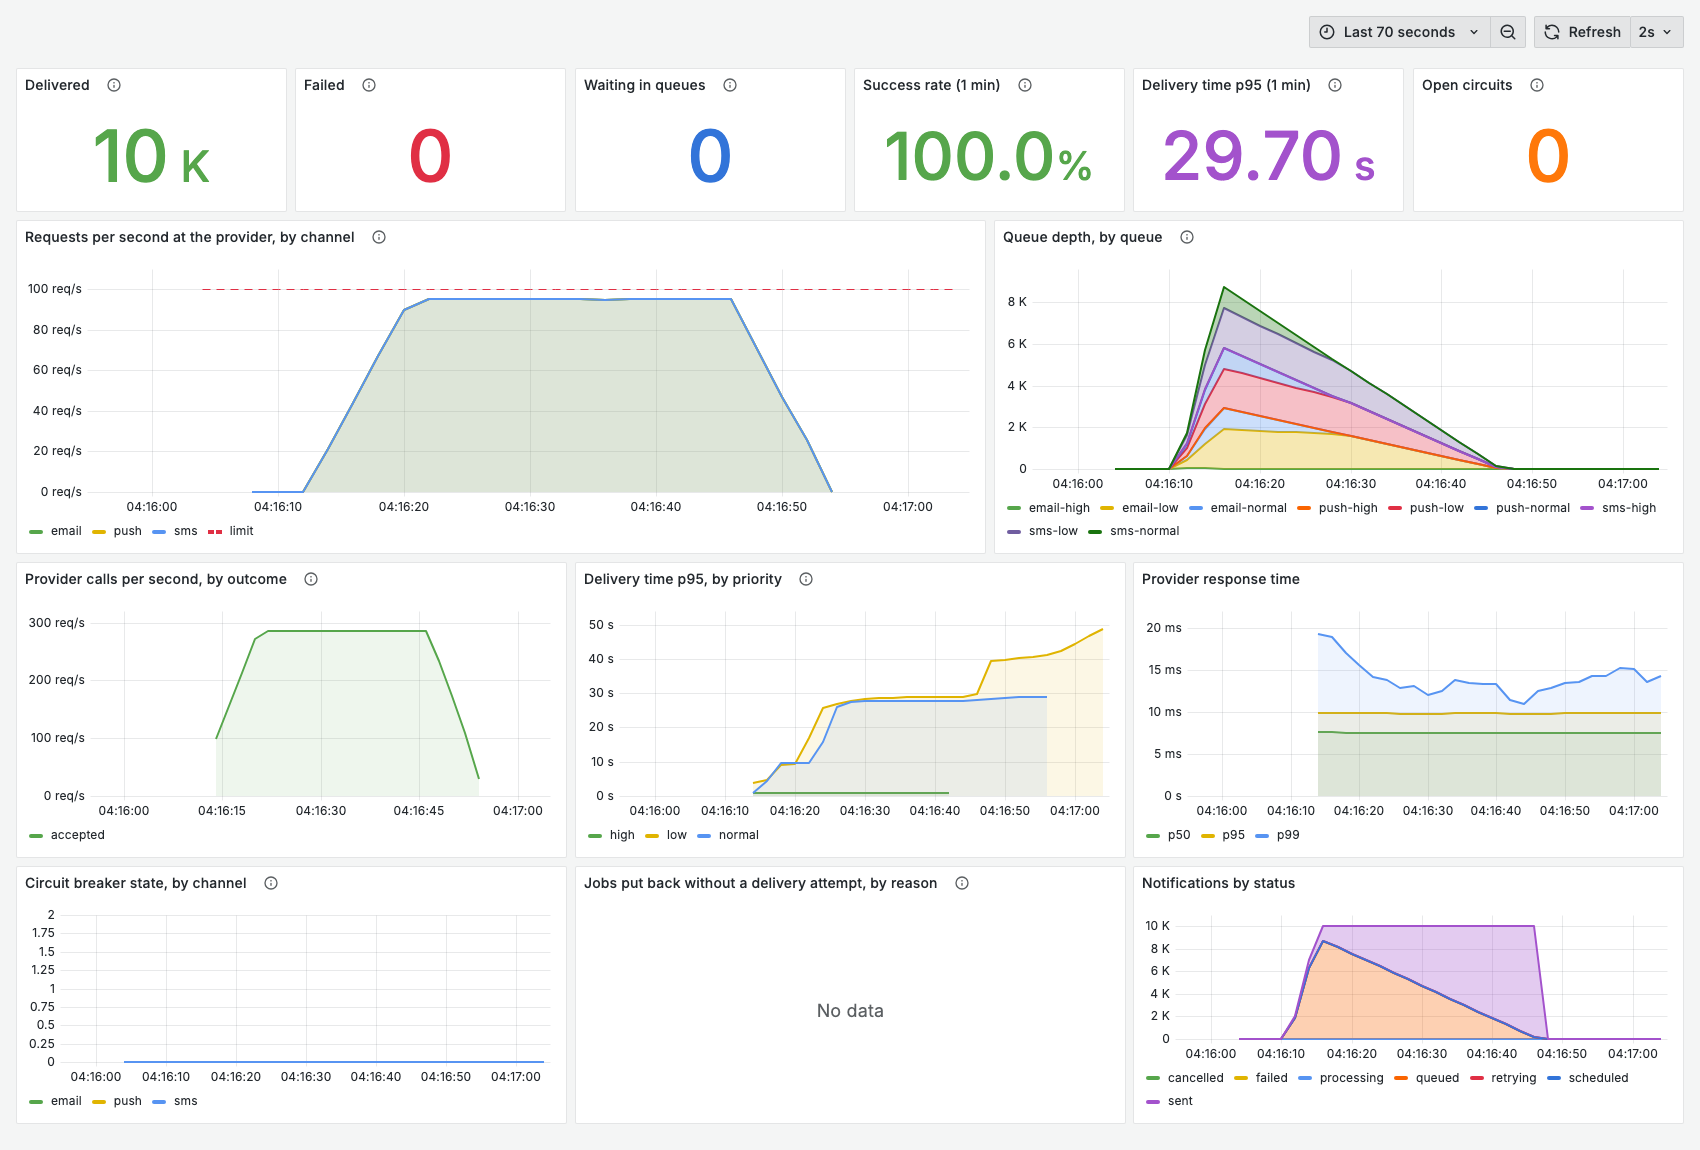 Last 70 seconds
Refresh
2s
Delivered
10 K
Failed
0
Waiting in queues
0
Success rate (1 min)
100.0%
Delivery time p95 (1 min)
29.70 s
Open circuits
0
Requests per second at the provider, by channel
100 req/s
80 req/s
60 req/s
40 req/s
20 req/s
0 req/s
04:16:00 04:16:10 04:16:20 04:16:30 04:16:40 04:16:50 04:17:00
email push sms limit
Queue depth, by queue
8 K
6 K
4 K
2 K
0
04:16:00 04:16:10 04:16:20 04:16:30 04:16:40 04:16:50 04:17:00
email-high email-low email-normal push-high push-low push-normal sms-high
sms-low sms-normal
Provider calls per second, by outcome
300 req/s
200 req/s
100 req/s
0 req/s
04:16:00 04:16:15 04:16:30 04:16:45 04:17:00
accepted
Delivery time p95, by priority
50 s
40 s
30 s
20 s
10 s
0 s
04:16:00 04:16:10 04:16:20 04:16:30 04:16:40 04:16:50 04:17:00
high low normal
Provider response time
20 ms
15 ms
10 ms
5 ms
0 s
04:16:00 04:16:10 04:16:20 04:16:30 04:16:40 04:16:50 04:17:00
p50 p95 p99
Circuit breaker state, by channel
2
1.75
1.5
1.25
1
0.75
0.5
0.25
0
04:16:00 04:16:10 04:16:20 04:16:30 04:16:40 04:16:50 04:17:00
email push sms
Jobs put back without a delivery attempt, by reason
No data
Notifications by status
10 K
8 K
6 K
4 K
2 K
0
04:16:00 04:16:10 04:16:20 04:16:30 04:16:40 04:16:50 04:17:00
cancelled failed processing queued retrying scheduled
sent